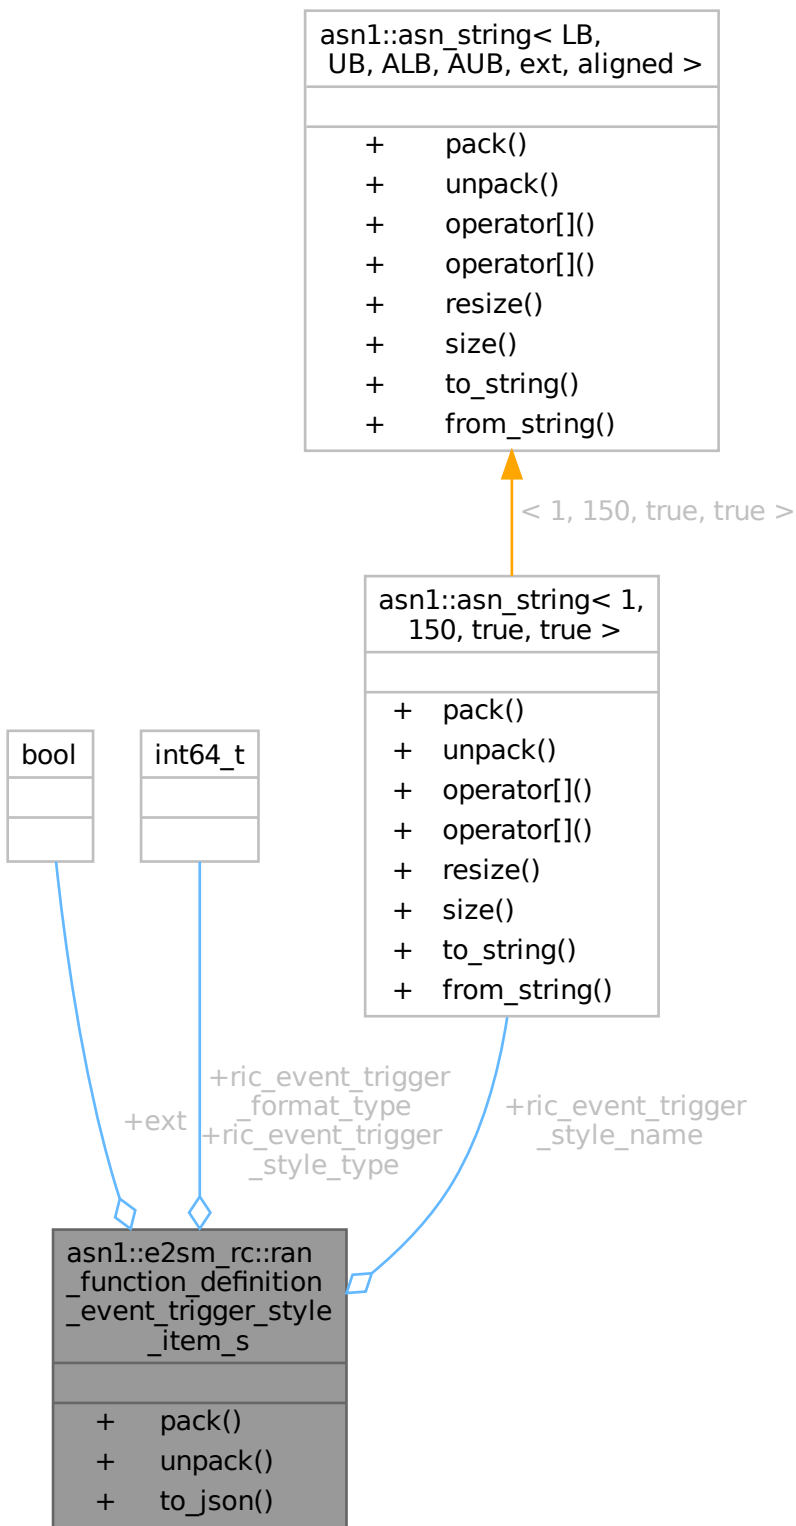 asn1::asn_string< LB,
UB, ALB, AUB, ext, aligned >
+ pack()
+ unpack()
+ operator[]()
+ operator[]()
+ resize()
+ size()
+ to_string()
+ from_string()
< 1, 150, true, true >
asn1::asn_string< 1,
150, true, true >
+ pack()
+ unpack()
+ operator[]()
+ operator[]()
+ resize()
+ size()
+ to_string()
+ from_string()
bool
int64_t
+ext
+ric_event_trigger
_format_type
+ric_event_trigger
_style_type
+ric_event_trigger
_style_name
asn1::e2sm_rc::ran
_function_definition
_event_trigger_style
_item_s
+ pack()
+ unpack()
+ to_json()